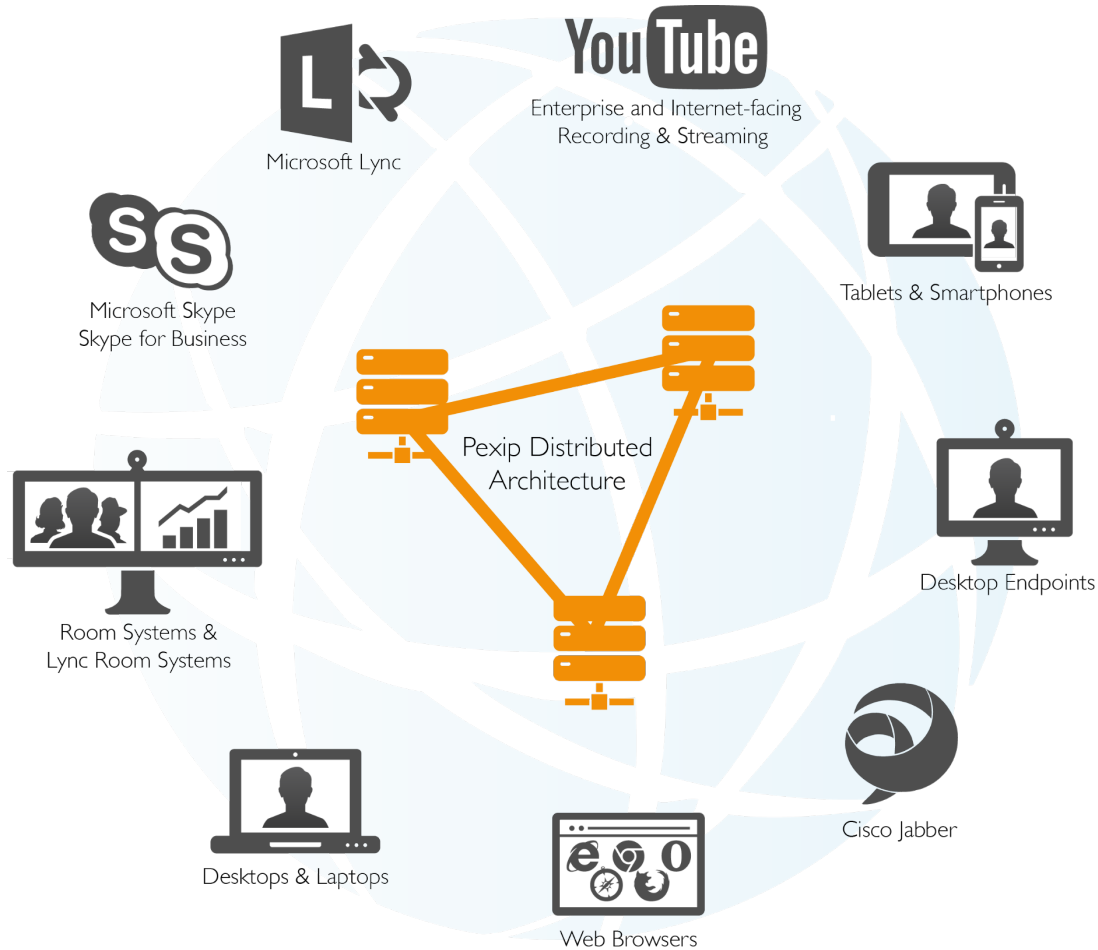 L
YouTube
Enterprise and Internet-facing
Recording & Streaming
Microsoft Lync
S
S
Microsoft Skype
Skype for Business
Tablets & Smartphones
Pexip Distributed
Architecture
Desktop Endpoints
Room Systems &
Lync Room Systems
Cisco Jabber
Desktops & Laptops
Web Browsers